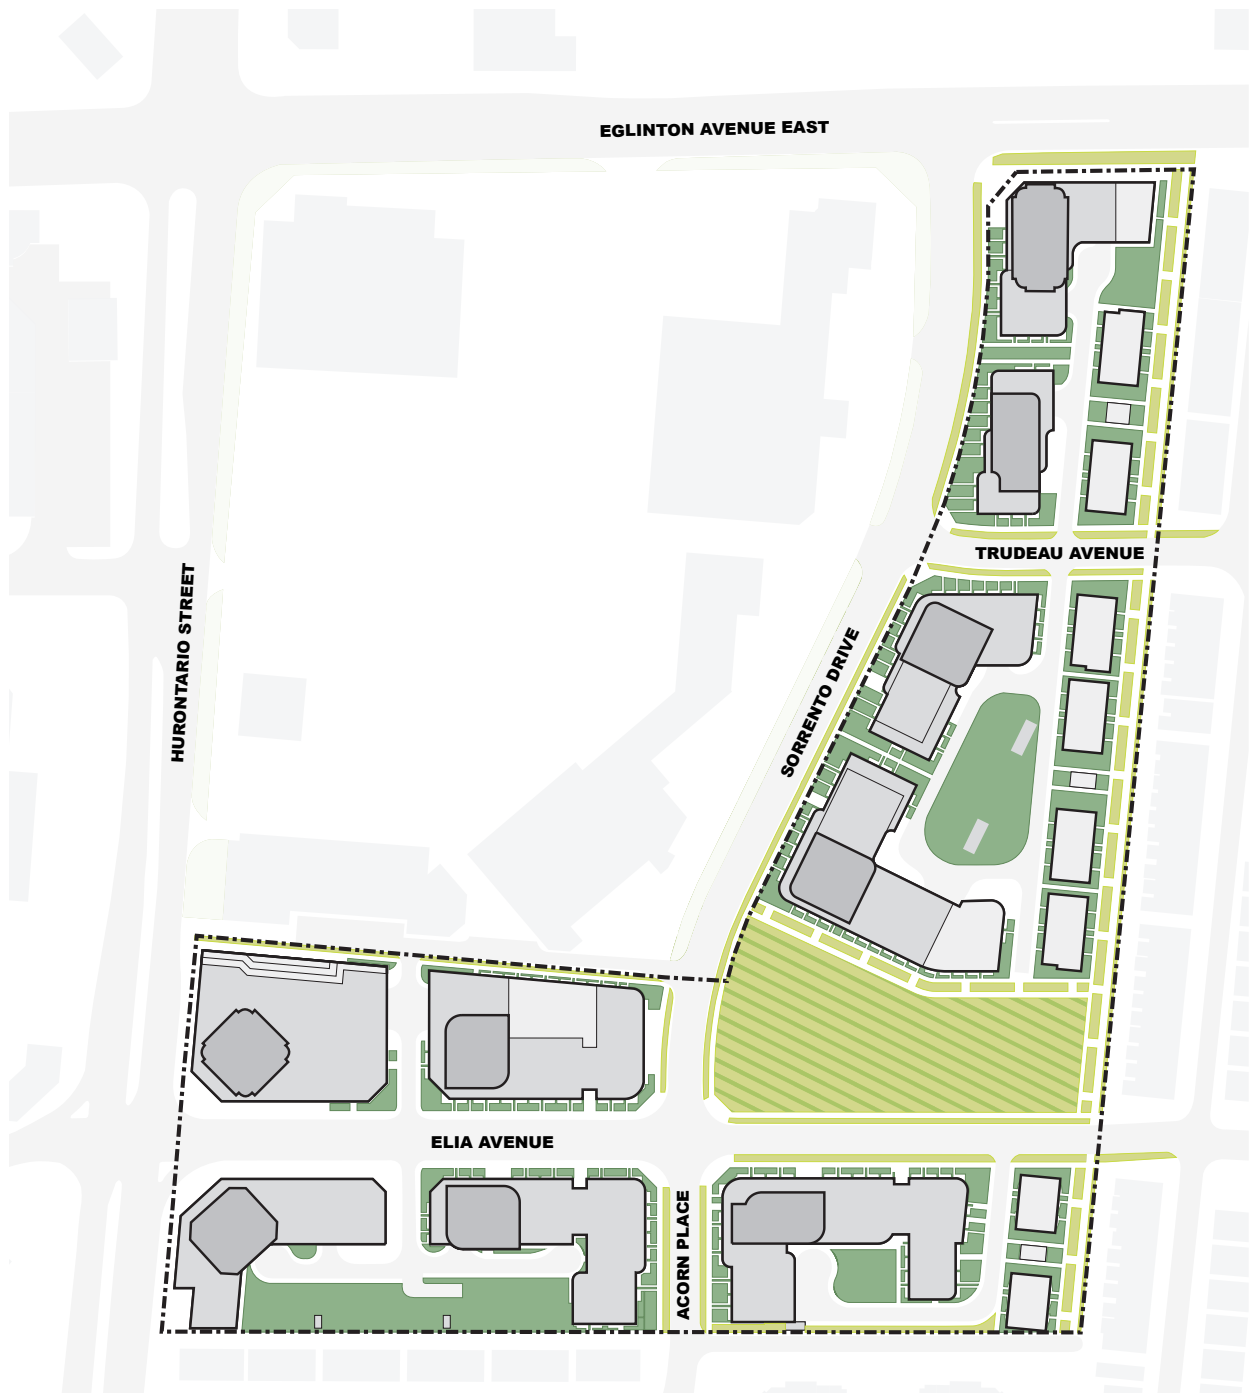 EGLINTON AVENUE EAST
TRUDEAU AVENUE
HURONTARIO STREET
SORRENTO DRIVE
ELIA AVENUE
ACORN PLACE